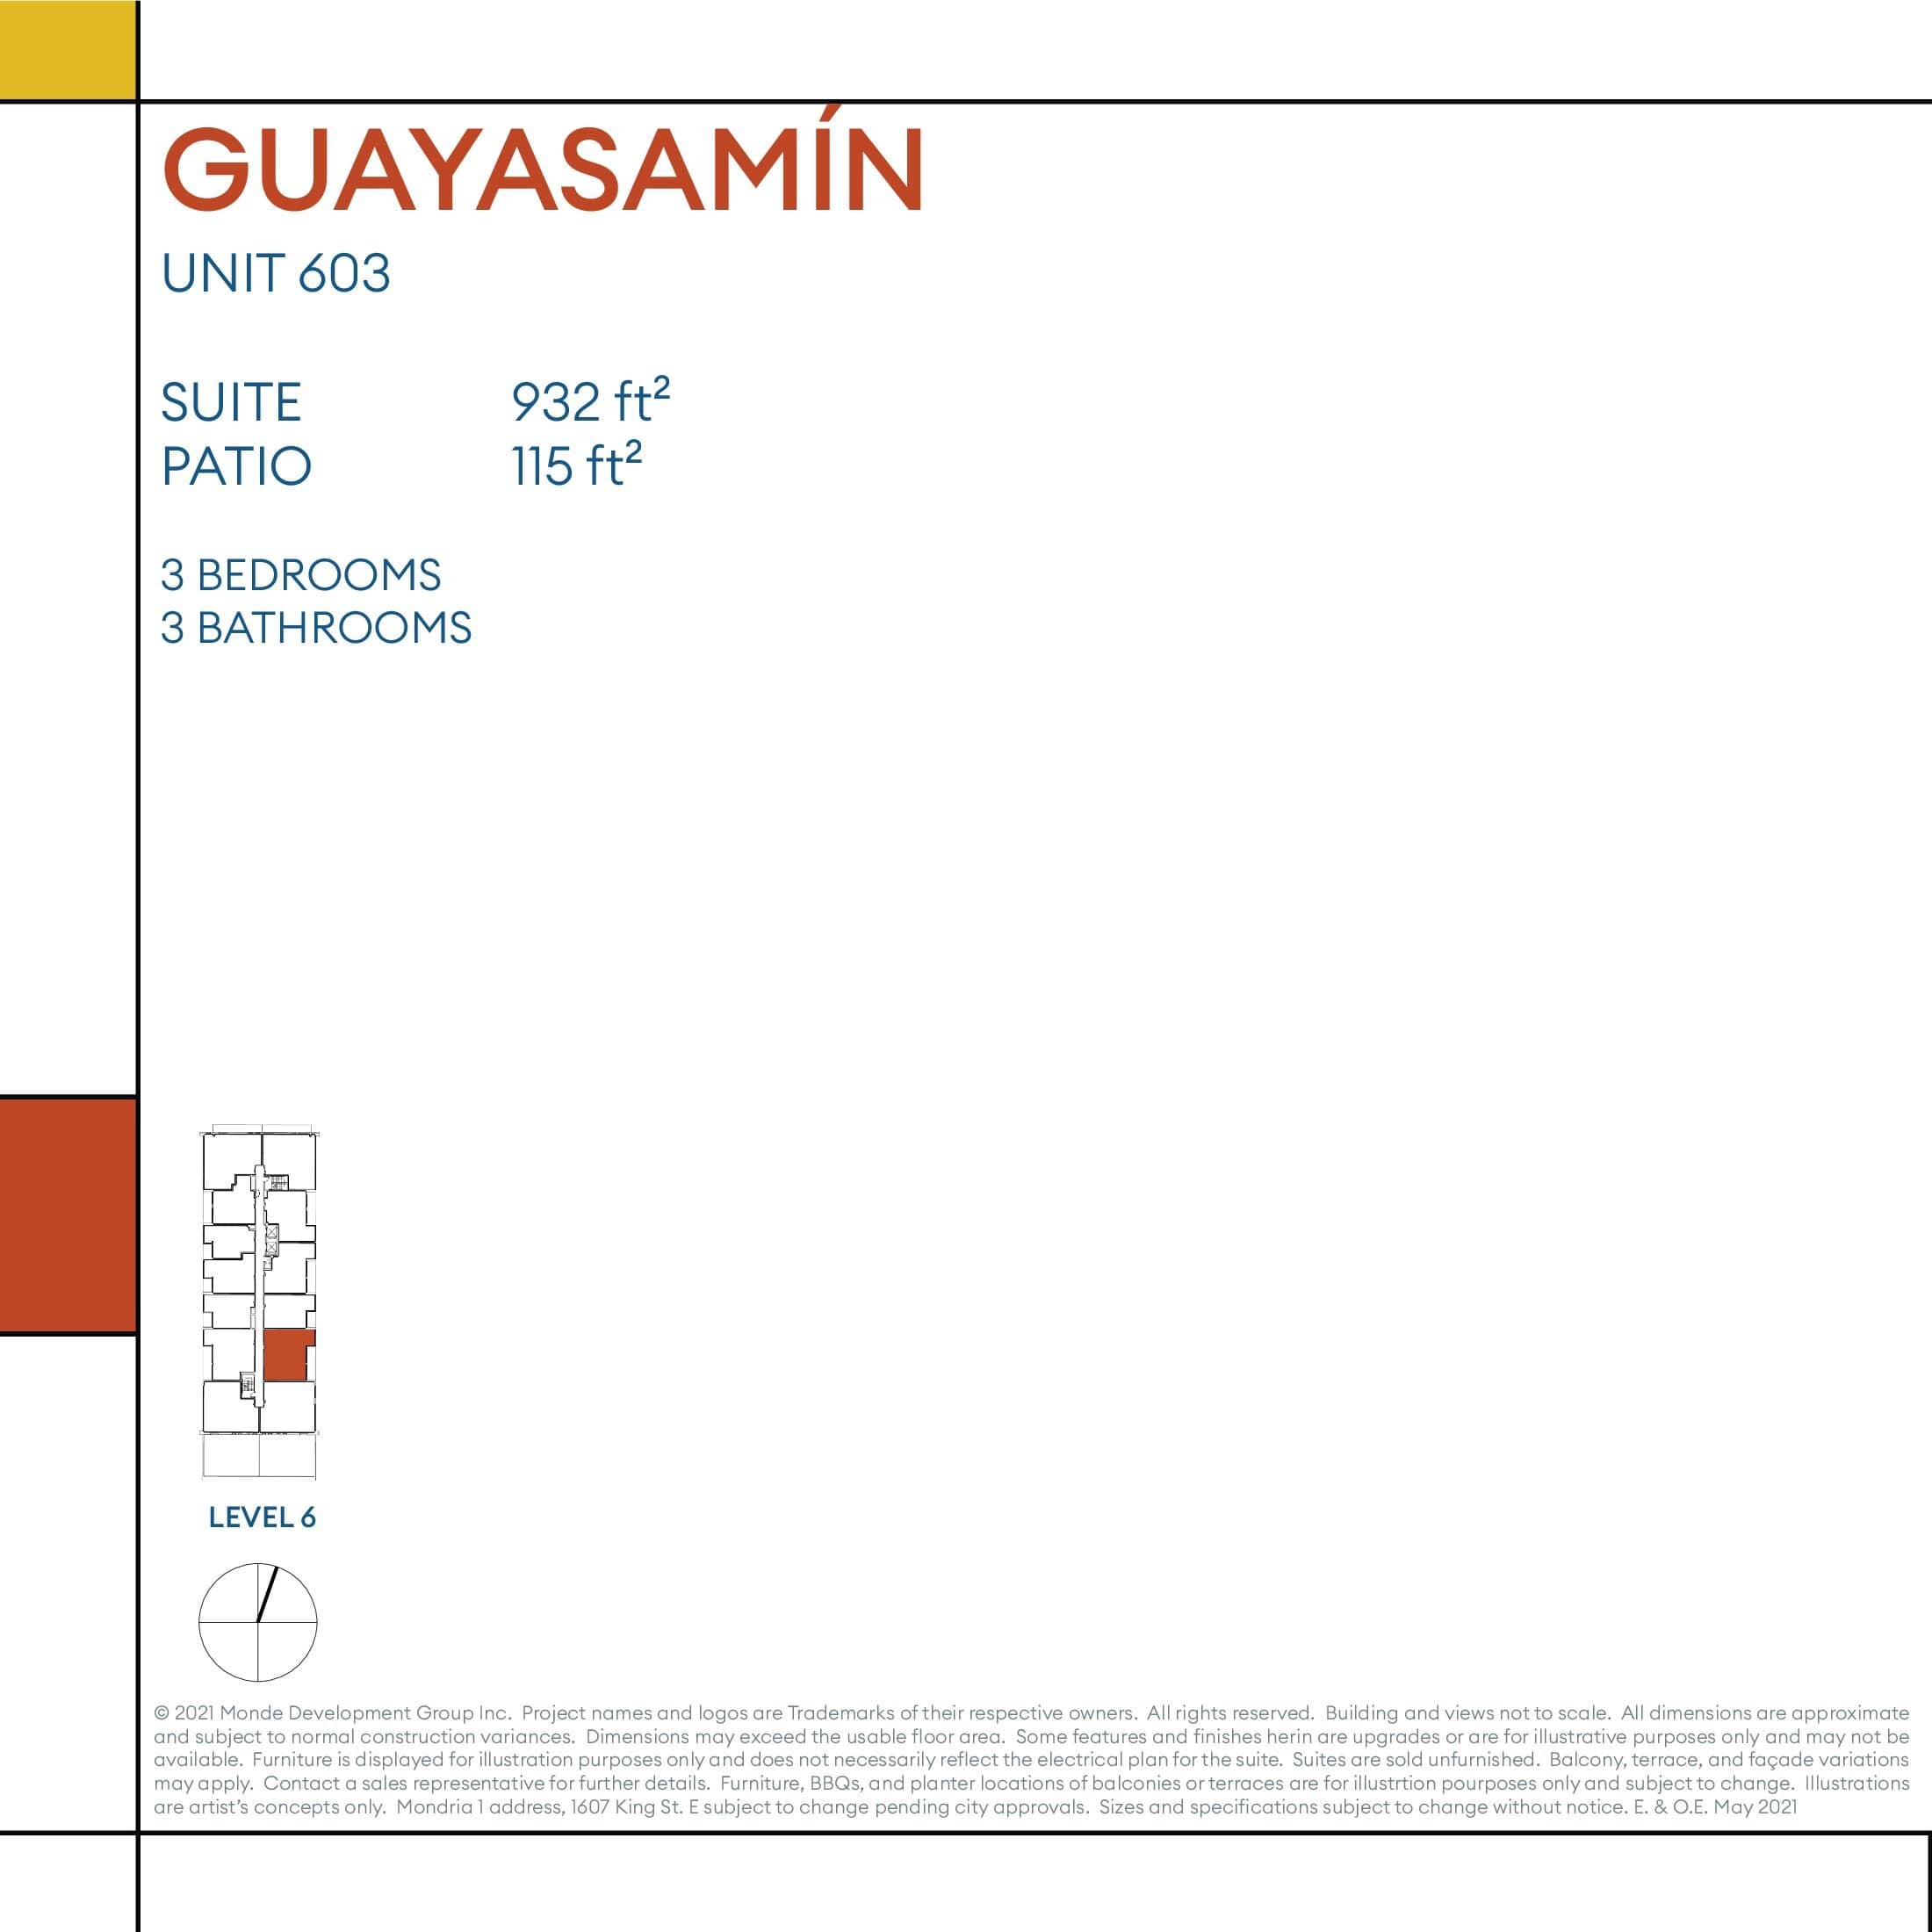 GUAYASAMÍN
UNIT 603
SUITE 932 ft²
PATIO 115 ft²
3 BEDROOMS
3 BATHROOMS
LEVEL 6
© 2021 Monde Development Group Inc. Project names and logos are Trademarks of their respective owners. All rights reserved. Building and views not to scale. All dimensions are approximate
and subject to normal construction variances. Dimensions may exceed the usable floor area. Some features and finishes herin are upgrades or are for illustrative purposes only and may not be
available. Furniture is displayed for illustration purposes only and does not necessarily reflect the electrical plan for the suite. Suites are sold unfurnished. Balcony, terrace, and façade variations
may apply. Contact a sales representative for further details. Furniture, BBQs, and planter locations of balconies or terraces are for illustrtion pourposes only and subject to change. Illustrations
are artist's concepts only. Mondria 1 address, 1607 King St. E subject to change pending city approvals. Sizes and specifications subject to change without notice. E. & O.E. May 2021